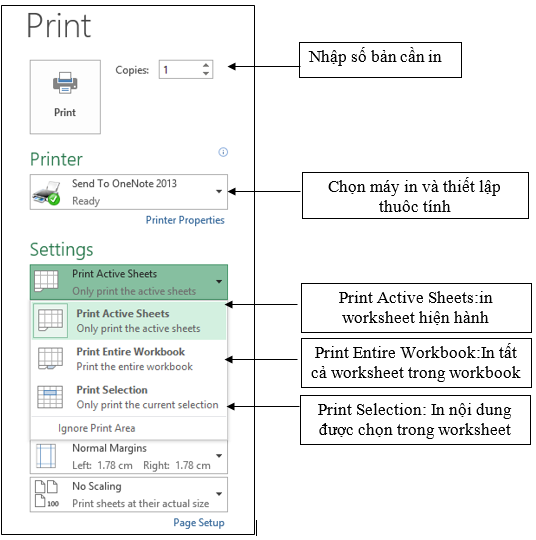 Print
Copies: 1
Nhập số bản cần in
Print
Printer
Send To OneNote 2013
Ready
Chọn máy in và thiết lập
thuôc tính
Printer Properties
Settings
Print Active Sheets
Only print the active sheets
Print Active Sheets:in
worksheet hiện hành
Print Active Sheets
Only print the active sheets
Print Entire Workbook
Print the entire workbook
Print Entire Workbook:In tất
cả worksheet trong workbook
Print Selection
Only print the current selection
Print Selection: In nội dung
được chọn trong worksheet
Ignore Print Area
Normal Margins
Left: 1.78 cm Right: 1.78 cm
No Scaling
Print sheets at their actual size
100
Page Setup